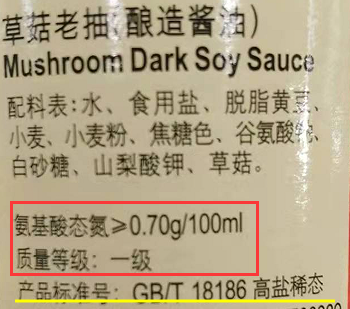 草菇老抽(酿造酱油)
Mushroom Dark Soy Sauce
配料表:水、食用盐、脱脂黄豆、
小麦、小麦粉、焦糖色、谷氨酸钠、
白砂糖、山梨酸钾、草菇。
氨基酸态氮≥0.70g/100ml
质量等级:一级
产品标准号:GB/T 18186 高盐稀态